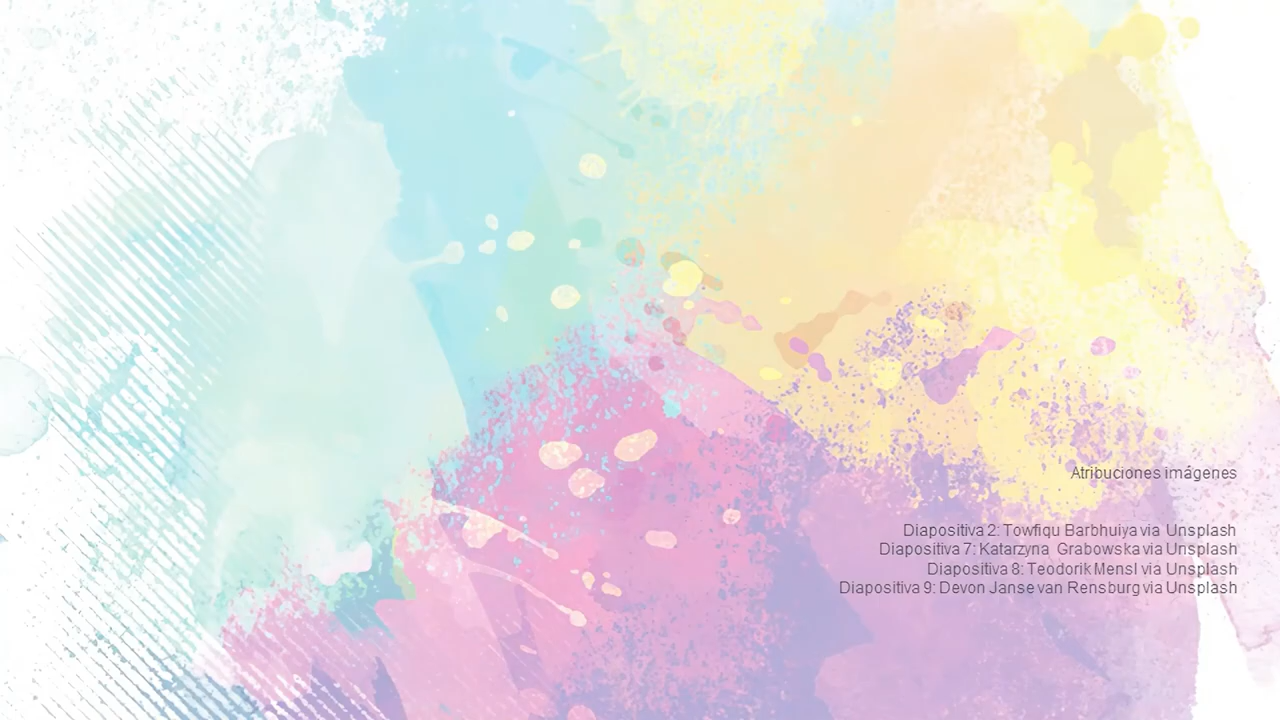 Atribuciones imágenes
Diapositiva 2: Towfiqu Barbhuiya via Unsplash
Diapositiva 7: Katarzyna Grabowska via Unsplash
Diapositiva 8: Teodorik Mensl via Unsplash
Diapositiva 9: Devon Janse van Rensburg via Unsplash